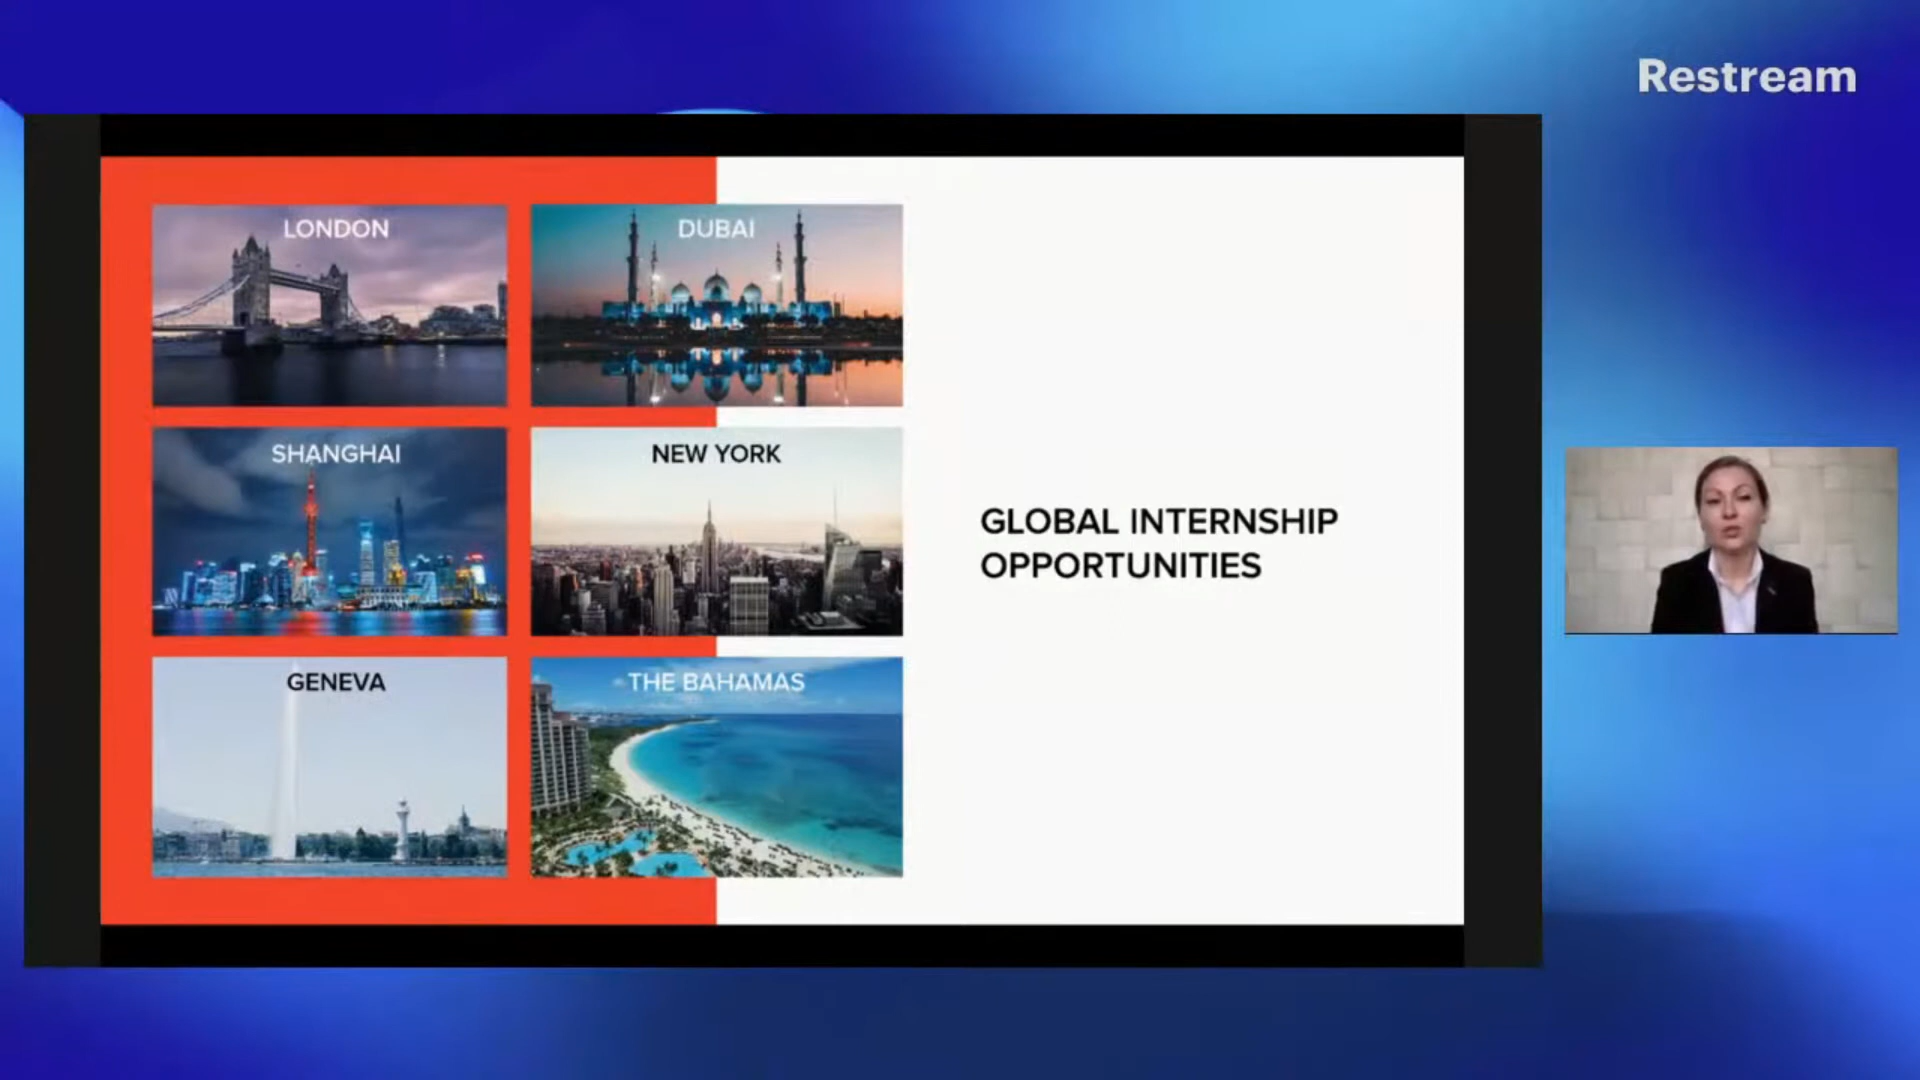 Restream
LONDON
DUBAI
SHANGHAI
NEW YORK
GENEVA
THE BAHAMAS
GLOBAL INTERNSHIP
OPPORTUNITIES